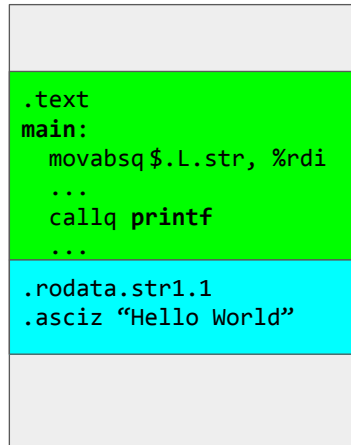 .text
main:
movabsq $.L.str, %rdi
...
callq printf
...
.rodata.str1.1
.asciz “Hello World”